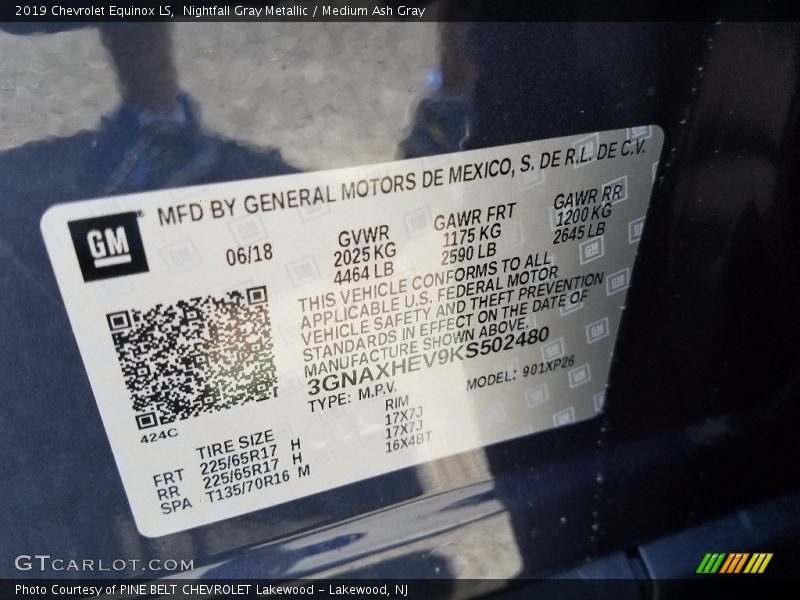 2019 Chevrolet Equinox LS,  Nightfall Gray Metallic / Medium Ash Gray
GM
MFD BY GENERAL MOTORS DE MEXICO, S. DE R.L. DE C.V.
06/18
GVWR
2025 KG
4464 LB
GAWR FRT
1175 KG
2590 LB
GAWR RR
1200 KG
2645 LB
THIS VEHICLE CONFORMS TO ALL
APPLICABLE U.S. FEDERAL MOTOR
VEHICLE SAFETY AND THEFT PREVENTION
STANDARDS IN EFFECT ON THE DATE OF
MANUFACTURE SHOWN ABOVE.
3GNAXHEV9KS502480
TYPE: M.P.V.
MODEL: 901XP26
424C
TIRE SIZE
RIM
FRT 225/65R17 H 17X7J
RR 225/65R17 H 17X7J
SPA T135/70R16 M 16X4BT
GTCARLOT.COM
Photo Courtesy of PINE BELT CHEVROLET Lakewood - Lakewood, NJ